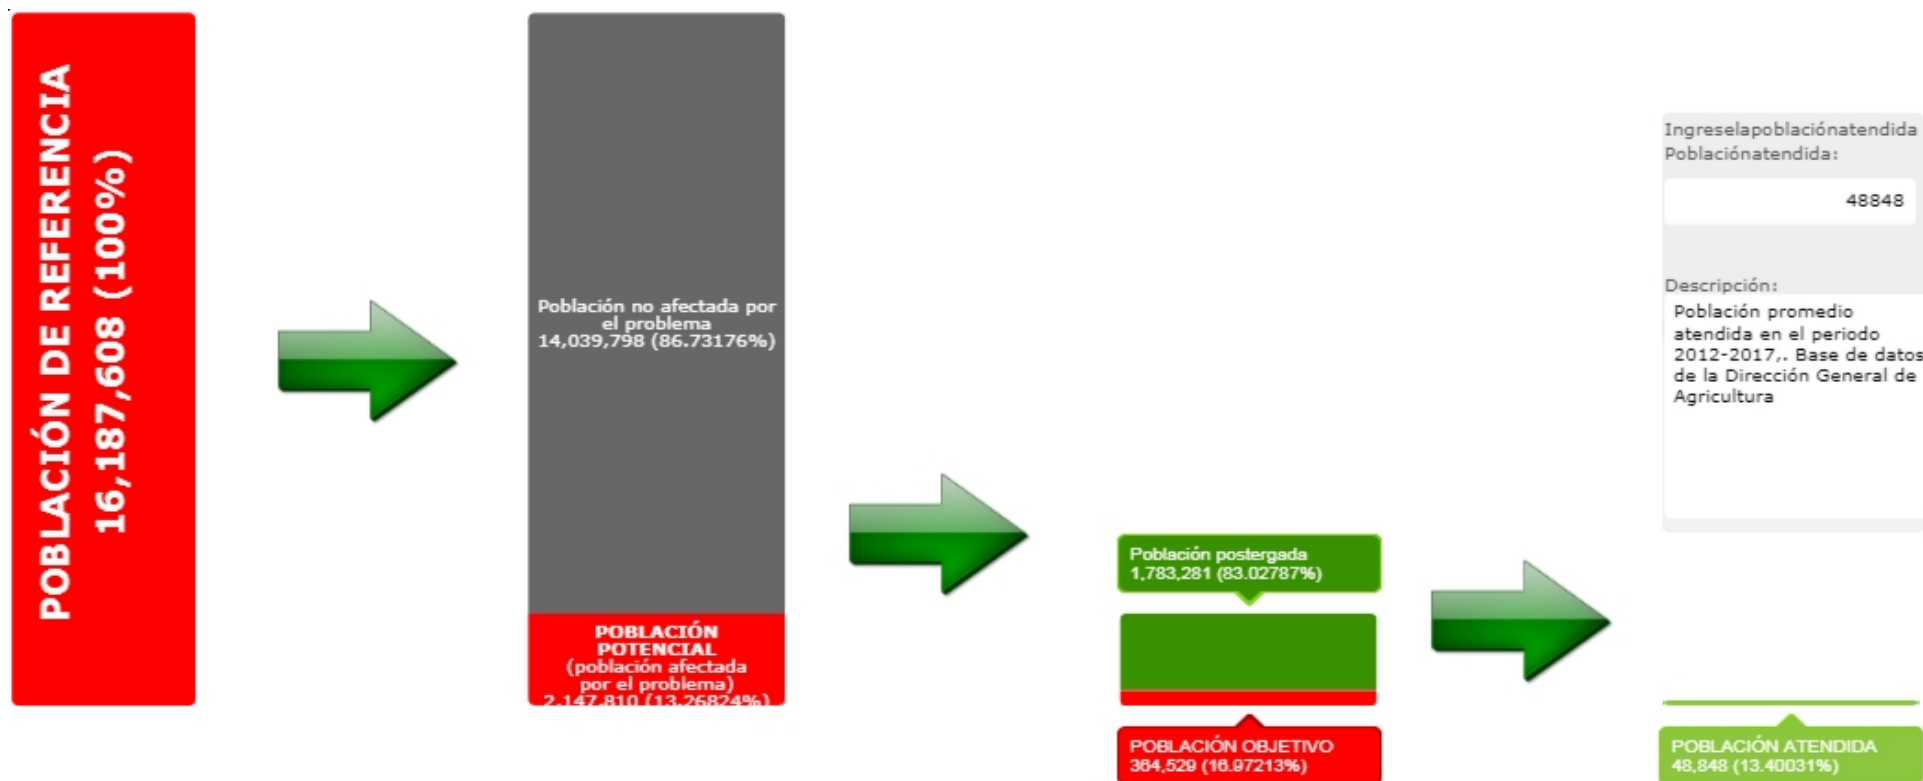 POBLACIÓN DE REFERENCIA
16,187,608 (100%)
Población no afectada por
el problema
14,039,798 (86.73176%)
POBLACIÓN
POTENCIAL
(población afectada
por el problema)
2,147,810 (13.26824%)
Población postergada
1,783,281 (83.02787%)
POBLACIÓN OBJETIVO
364,529 (16.97213%)
Ingreselapoblaciónatendida
Poblaciónatendida:
48848
Descripción:
Población promedio
atendida en el periodo
2012-2017,. Base de datos
de la Dirección General de
Agricultura
POBLACIÓN ATENDIDA
48,848 (13.40031%)